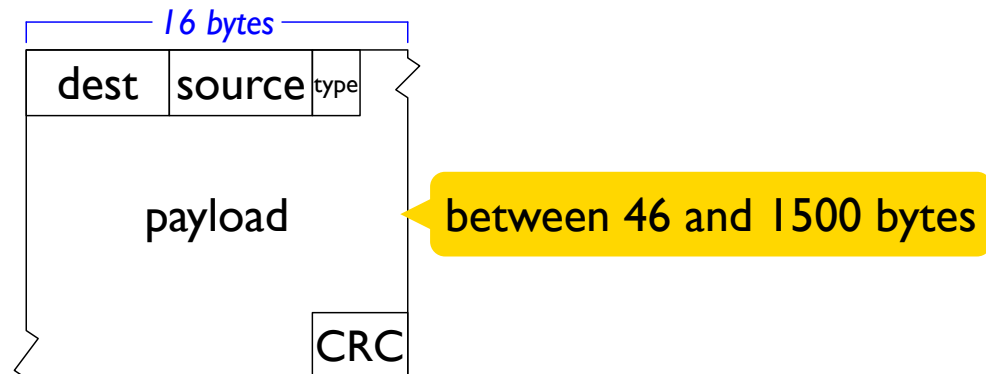 16 bytes
dest source type
payload
between 46 and 1500 bytes
CRC